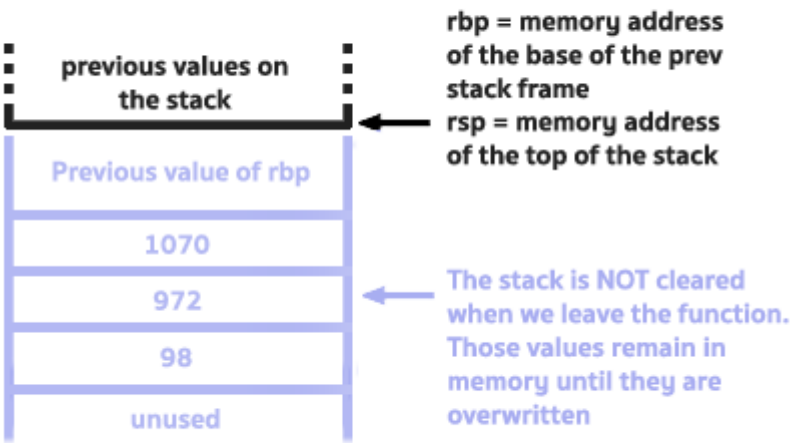 previous values on
the stack
rbp = memory address
of the base of the prev
stack frame
rsp = memory address
of the top of the stack
Previous value of rbp
1070
972
98
unused
The stack is NOT cleared
when we leave the function.
Those values remain in
memory until they are
overwritten